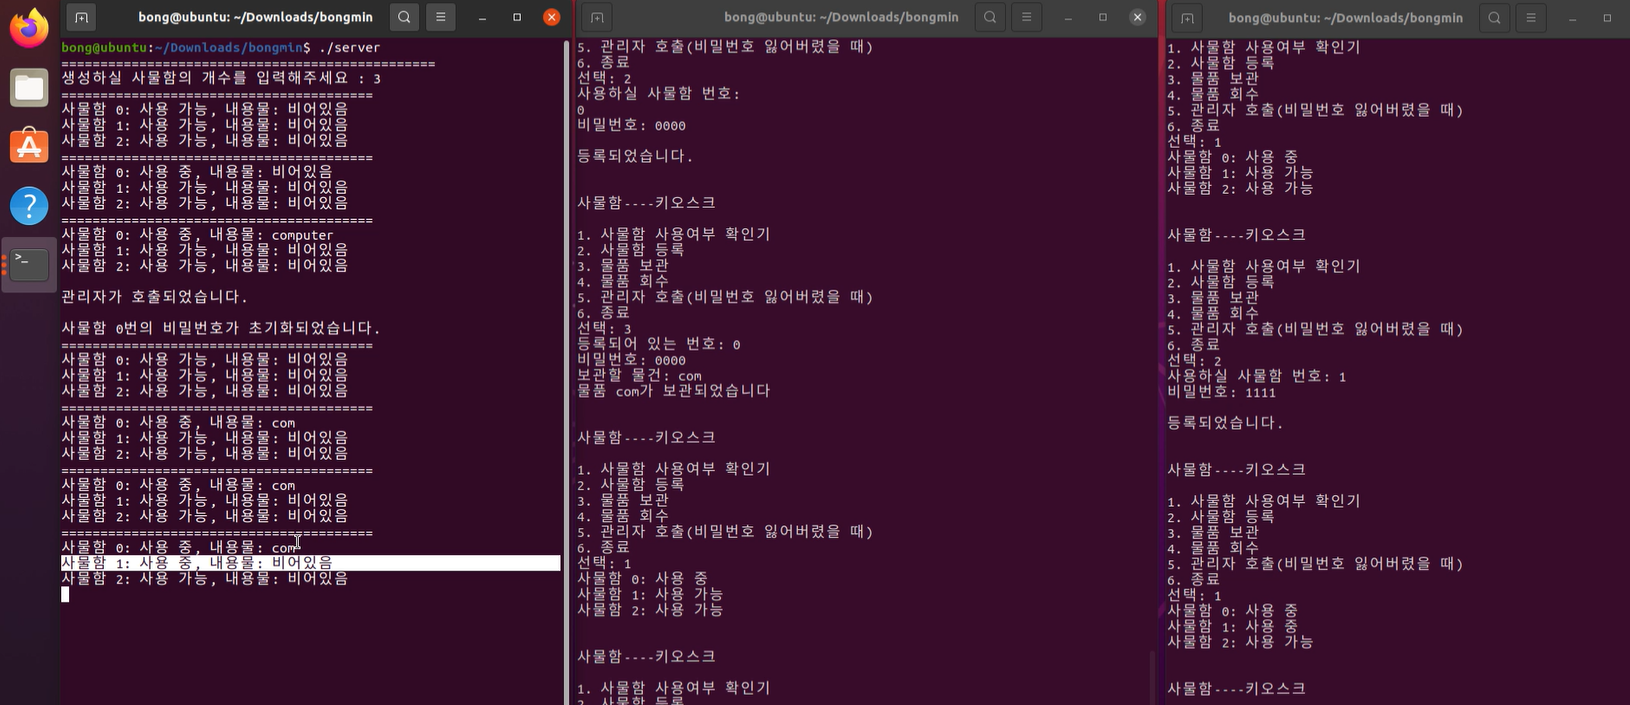 bong@ubuntu: ~/Downloads/bongmin
bong@ubuntu:~/Downloads/bongmin$ ./server
================================================
생성하실 사물함의 개수를 입력해주세요 : 3
========================================
사물함 0: 사용 가능, 내용물: 비어있음
사물함 1: 사용 가능, 내용물: 비어있음
사물함 2: 사용 가능, 내용물: 비어있음
========================================
사물함 0: 사용 중, 내용물: 비어있음
사물함 1: 사용 가능, 내용물: 비어있음
사물함 2: 사용 가능, 내용물: 비어있음
========================================
사물함 0: 사용 중, 내용물: computer
사물함 1: 사용 가능, 내용물: 비어있음
사물함 2: 사용 가능, 내용물: 비어있음
관리자가 호출되었습니다.
사물함 0번의 비밀번호가 초기화되었습니다.
========================================
사물함 0: 사용 가능, 내용물: 비어있음
사물함 1: 사용 가능, 내용물: 비어있음
사물함 2: 사용 가능, 내용물: 비어있음
========================================
사물함 0: 사용 중, 내용물: com
사물함 1: 사용 가능, 내용물: 비어있음
사물함 2: 사용 가능, 내용물: 비어있음
========================================
사물함 0: 사용 중, 내용물: com
사물함 1: 사용 가능, 내용물: 비어있음
사물함 2: 사용 가능, 내용물: 비어있음
========================================
사물함 0: 사용 중, 내용물: com
사물함 1: 사용 중, 내용물: 비어있음
사물함 2: 사용 가능, 내용물: 비어있음
bong@ubuntu: ~/Downloads/bongmin
5. 관리자 호출(비밀번호 잃어버렸을 때)
6. 종료
선택: 2
사용하실 사물함 번호:
0
비밀번호: 0000
등록되었습니다.
사물함----키오스크
1. 사물함 사용여부 확인기
2. 사물함 등록
3. 물품 보관
4. 물품 회수
5. 관리자 호출(비밀번호 잃어버렸을 때)
6. 종료
선택: 3
등록되어 있는 번호: 0
비밀번호: 0000
보관할 물건: com
물품 com가 보관되었습니다
사물함----키오스크
1. 사물함 사용여부 확인기
2. 사물함 등록
3. 물품 보관
4. 물품 회수
5. 관리자 호출(비밀번호 잃어버렸을 때)
6. 종료
선택: 1
사물함 0: 사용 중
사물함 1: 사용 가능
사물함 2: 사용 가능
사물함----키오스크
1. 사물함 사용여부 확인기
2. 사물함 등록
bong@ubuntu: ~/Downloads/bongmin
1. 사물함 사용여부 확인기
2. 사물함 등록
3. 물품 보관
4. 물품 회수
5. 관리자 호출(비밀번호 잃어버렸을 때)
6. 종료
선택: 1
사물함 0: 사용 중
사물함 1: 사용 가능
사물함 2: 사용 가능
사물함----키오스크
1. 사물함 사용여부 확인기
2. 사물함 등록
3. 물품 보관
4. 물품 회수
5. 관리자 호출(비밀번호 잃어버렸을 때)
6. 종료
선택: 2
사용하실 사물함 번호: 1
비밀번호: 1111
등록되었습니다.
사물함----키오스크
1. 사물함 사용여부 확인기
2. 사물함 등록
3. 물품 보관
4. 물품 회수
5. 관리자 호출(비밀번호 잃어버렸을 때)
6. 종료
선택: 1
사물함 0: 사용 중
사물함 1: 사용 중
사물함 2: 사용 가능
사물함----키오스크